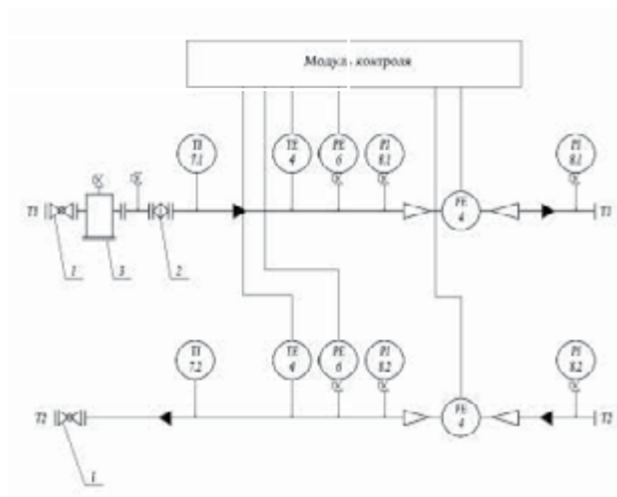 Модуль контроля
TI TE PE PI PI
7.1 4 6 8.1 8.1
T1 FE T1
4
1 3 2
TI TE PE PI PI
7.2 4 6 8.2 8.2
T2 FE T2
4
1